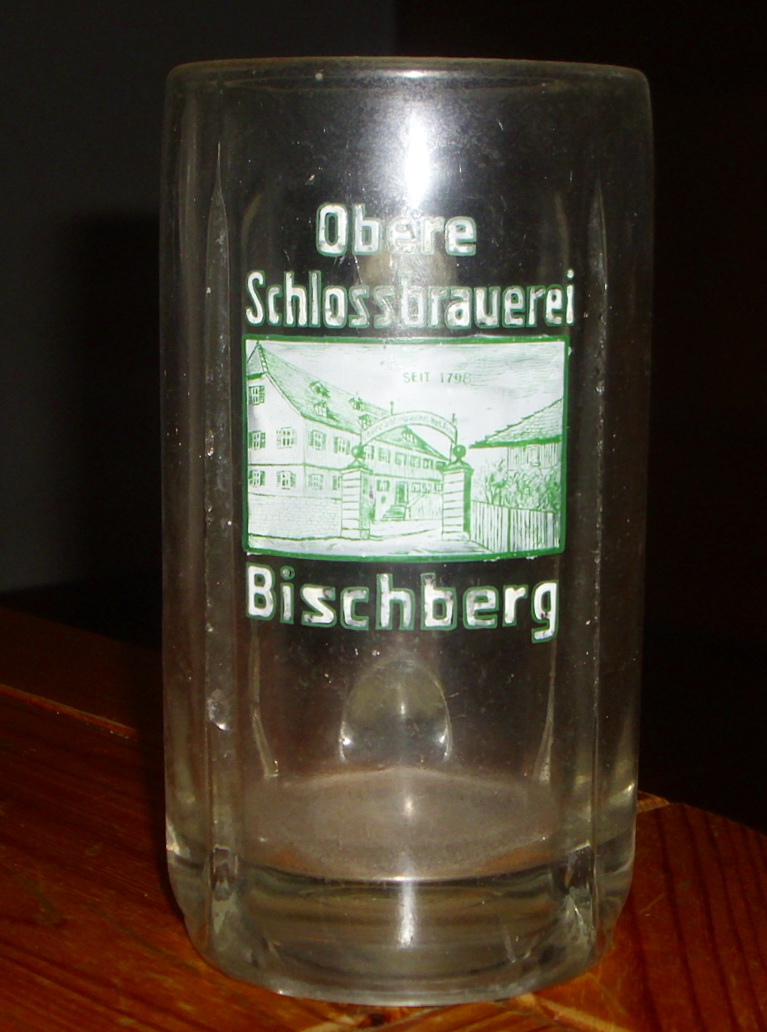 Obere
Schlossbrauerei
SEIT 1798
Bischberg